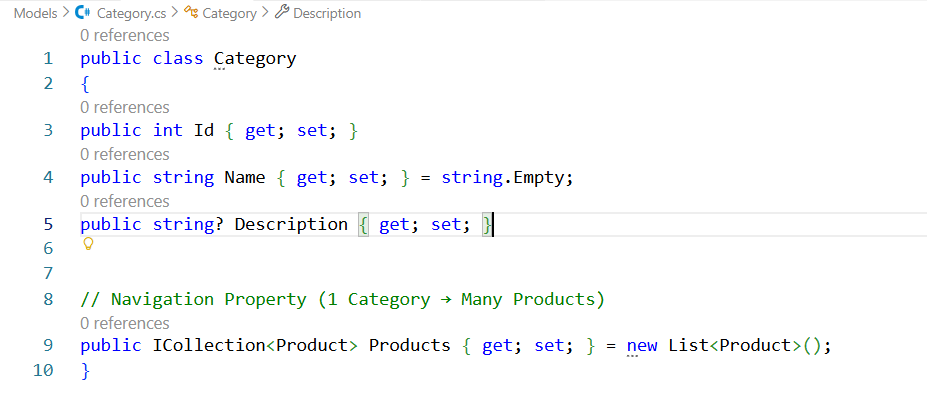 Models > Category.cs > Category > Description
0 references
1 public class Category
2 {
0 references
3 public int Id { get; set; }
0 references
4 public string Name { get; set; } = string.Empty;
0 references
5 public string? Description { get; set; }
6
7
8 // Navigation Property (1 Category → Many Products)
0 references
9 public ICollection<Product> Products { get; set; } = new List<Product>();
10 }